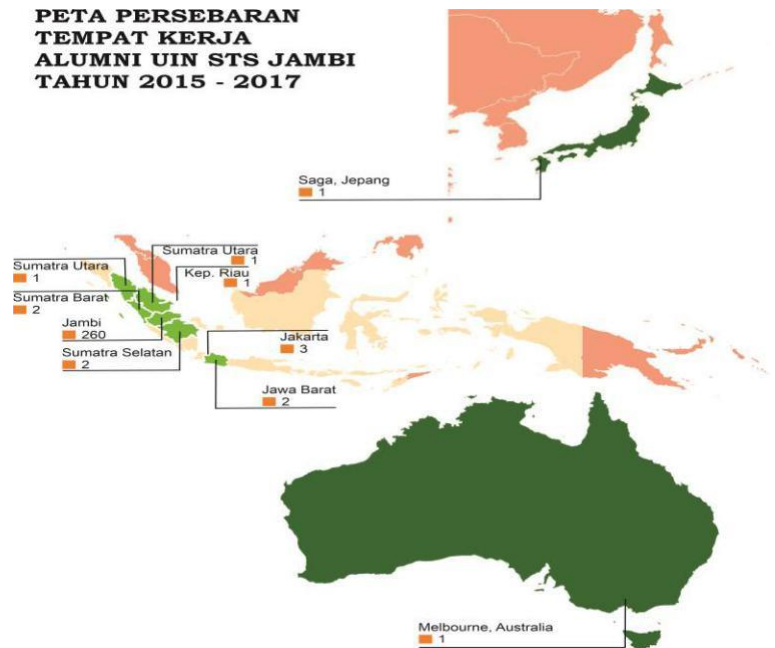 PETA PERSEBARAN
TEMPAT KERJA
ALUMNI UIN STS JAMBI
TAHUN 2015 - 2017
Saga, Jepang
1
Sumatra Utara
1
Kep. Riau
1
Sumatra Utara
1
Sumatra Barat
2
Jambi
260
Sumatra Selatan
2
Jakarta
3
Jawa Barat
2
Melbourne, Australia
1